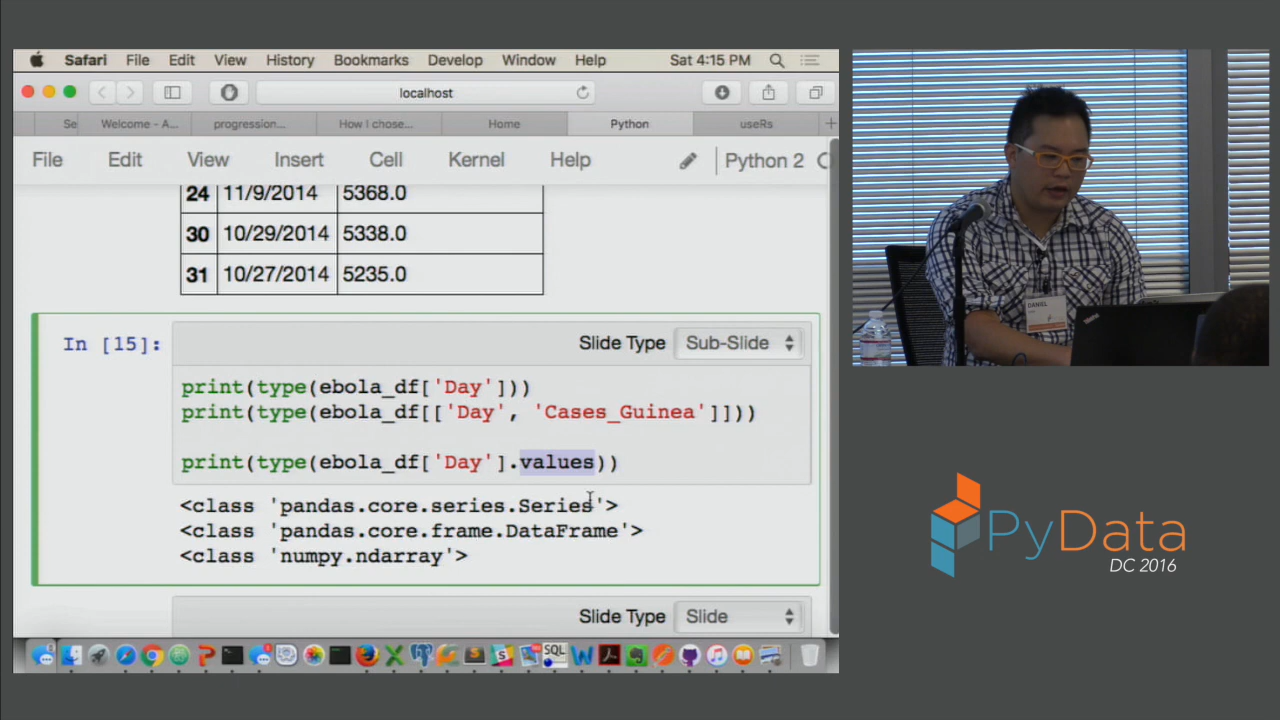 Safari File Edit View History Bookmarks Develop Window Help Sat 4:15 PM
localhost
Se Welcome - A... progression... How I chose... Home Python useRs +
File Edit View Insert Cell Kernel Help Python 2
24 11/9/2014 5368.0
30 10/29/2014 5338.0
31 10/27/2014 5235.0
Slide Type Sub-Slide
In [15]:
print(type(ebola_df['Day']))
print(type(ebola_df[['Day', 'Cases_Guinea']]))
print(type(ebola_df['Day'].values))
<class 'pandas.core.series.Series'>
<class 'pandas.core.frame.DataFrame'>
<class 'numpy.ndarray'>
Slide Type Slide
SQL
DANIEL
ThinkPad
PyData
DC 2016